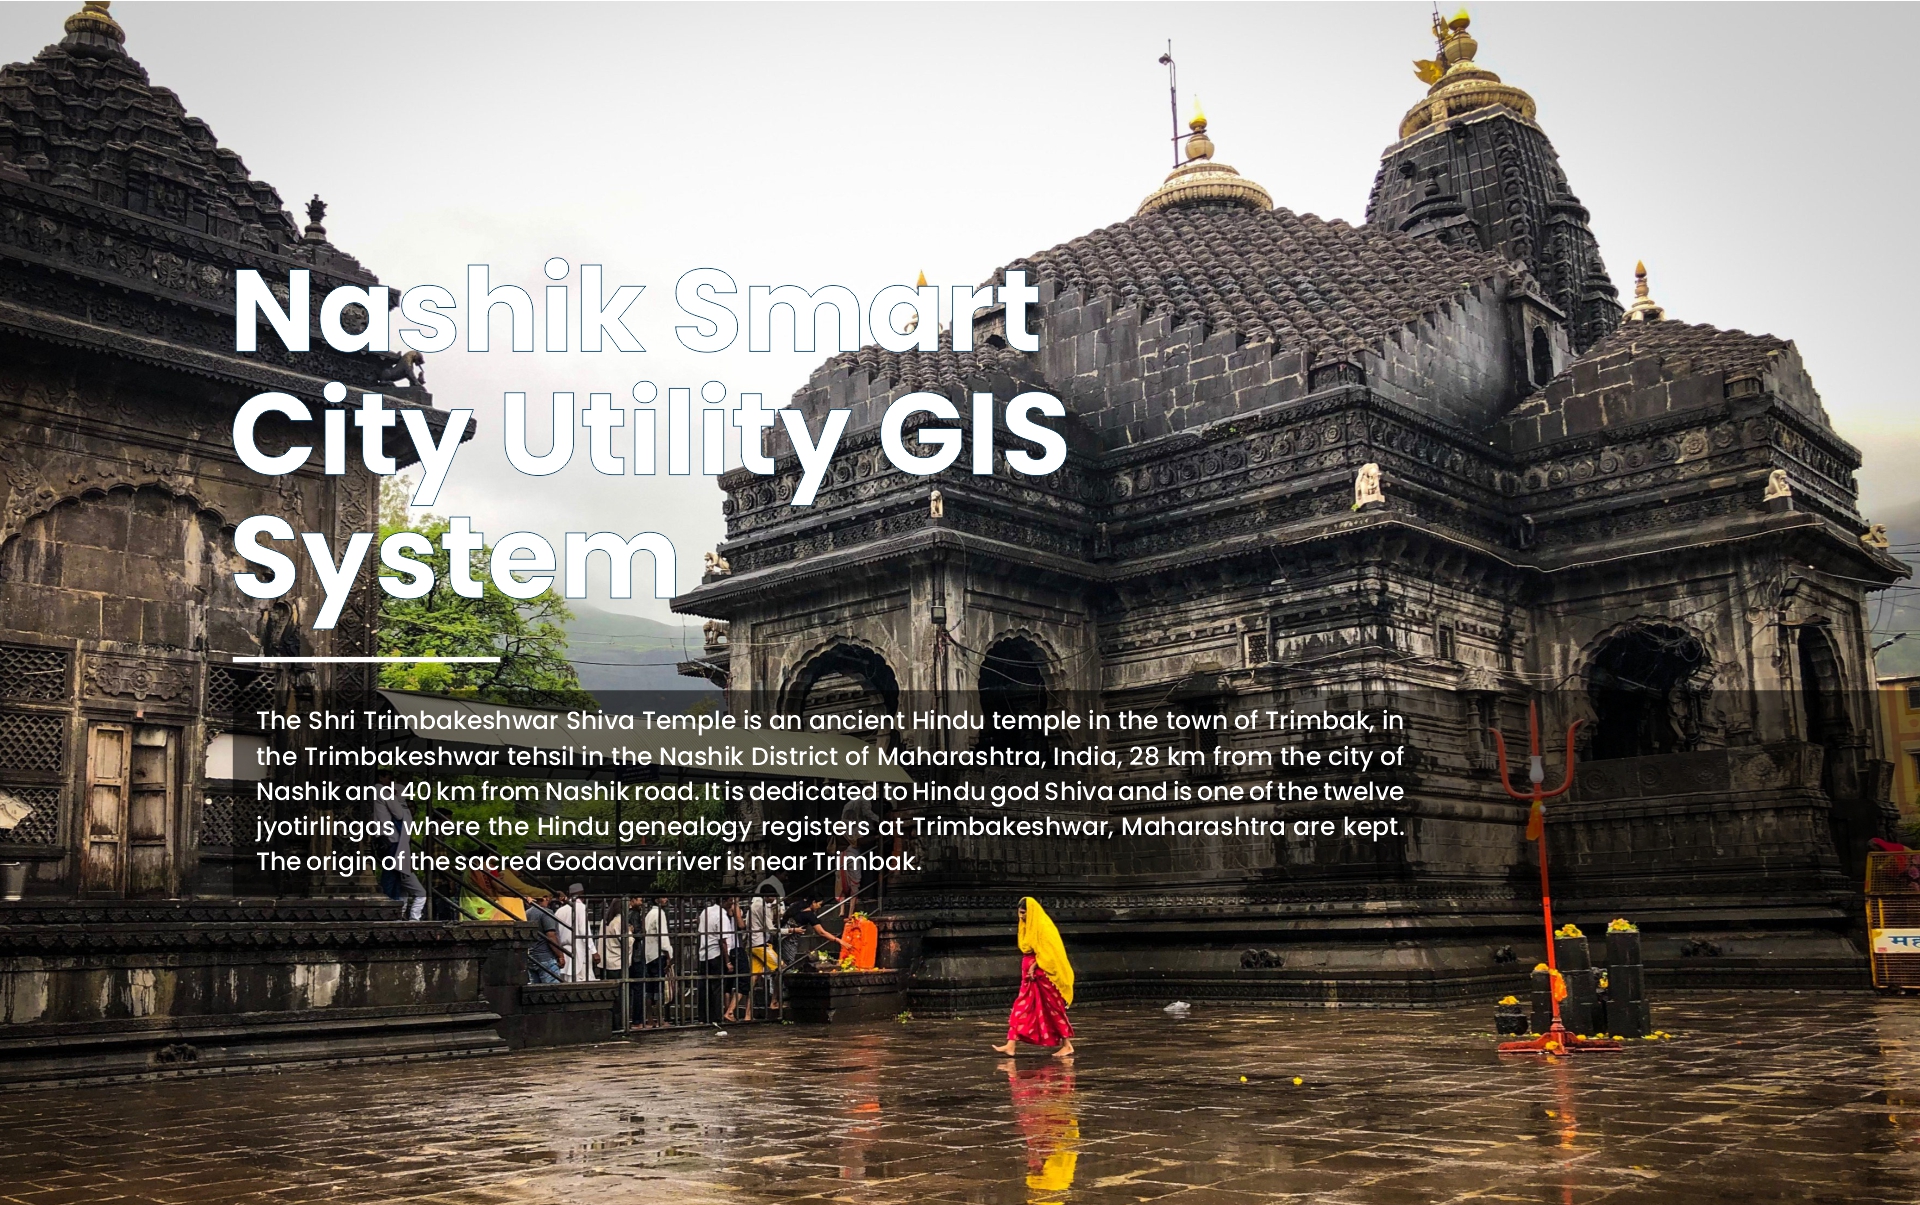 Nashik Smart
City Utility GIS
System
The Shri Trimbakeshwar Shiva Temple is an ancient Hindu temple in the town of Trimbak, in
the Trimbakeshwar tehsil in the Nashik District of Maharashtra, India, 28 km from the city of
Nashik and 40 km from Nashik road. It is dedicated to Hindu god Shiva and is one of the twelve
jyotirlingas where the Hindu genealogy registers at Trimbakeshwar, Maharashtra are kept.
The origin of the sacred Godavari river is near Trimbak.